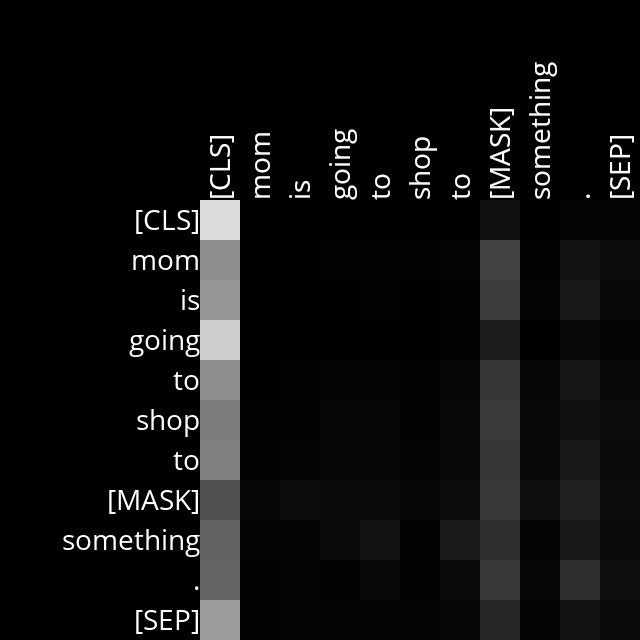 [CLS] mom is going to shop to [MASK] something . [SEP]
[CLS]
mom
is
going
to
shop
to
[MASK]
something
.
[SEP]